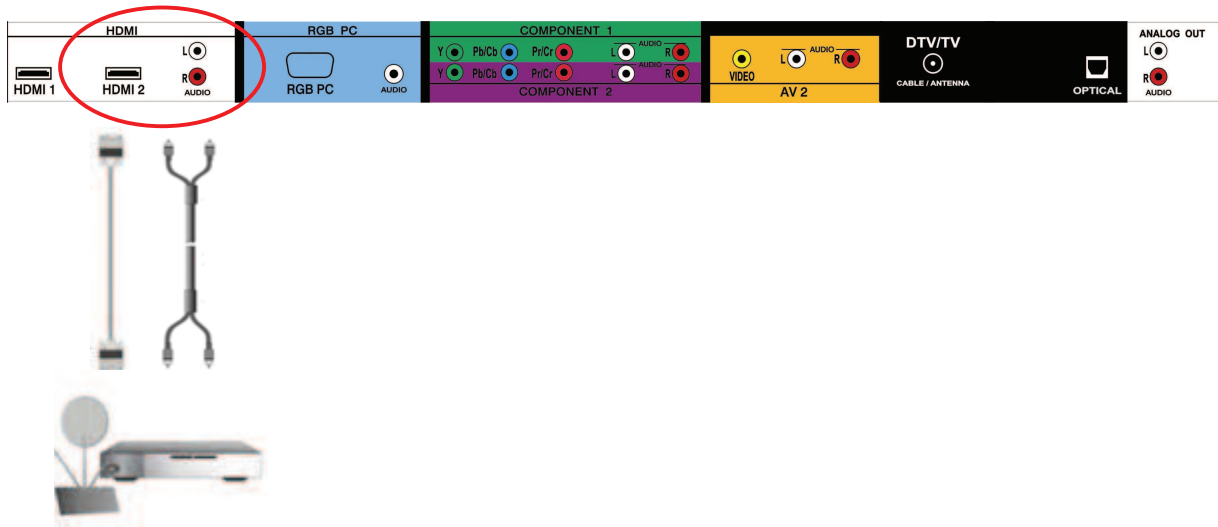 HDMI
HDMI 1
HDMI 2
L
R
AUDIO
RGB PC
RGB PC
AUDIO
COMPONENT 1
Y Pb/Cb Pr/Cr L AUDIO R
Y Pb/Cb Pr/Cr L AUDIO R
COMPONENT 2
VIDEO L AUDIO R
AV 2
DTV/TV
CABLE / ANTENNA
OPTICAL
ANALOG OUT
L
R
AUDIO